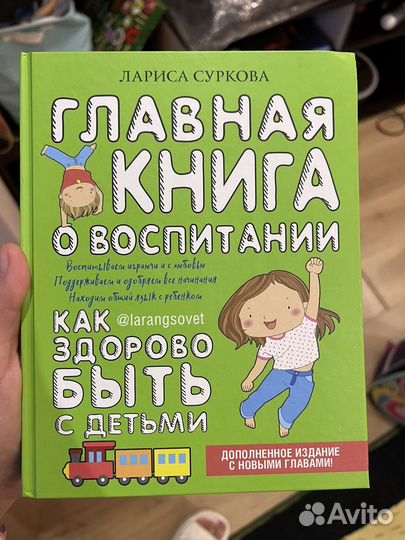 ЛАРИСА СУРКОВА
ГЛАВНАЯ
КНИГА
О ВОСПИТАНИИ
Воспитываем играючи и с любовью
Поддерживаем и одобряем все начинания
Находим общий язык с ребенком
КАК @larangsovet
ЗДОРОВО
БЫТЬ
С ДЕТЬМИ
ДОПОЛНЕННОЕ ИЗДАНИЕ
С НОВЫМИ ГЛАВАМИ!
Avito